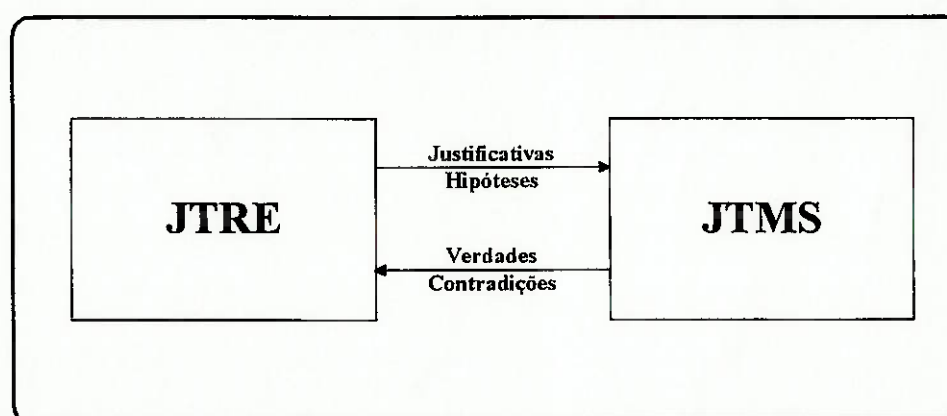 JTRE
Justificativas
Hipóteses
Verdades
Contradições
JTMS